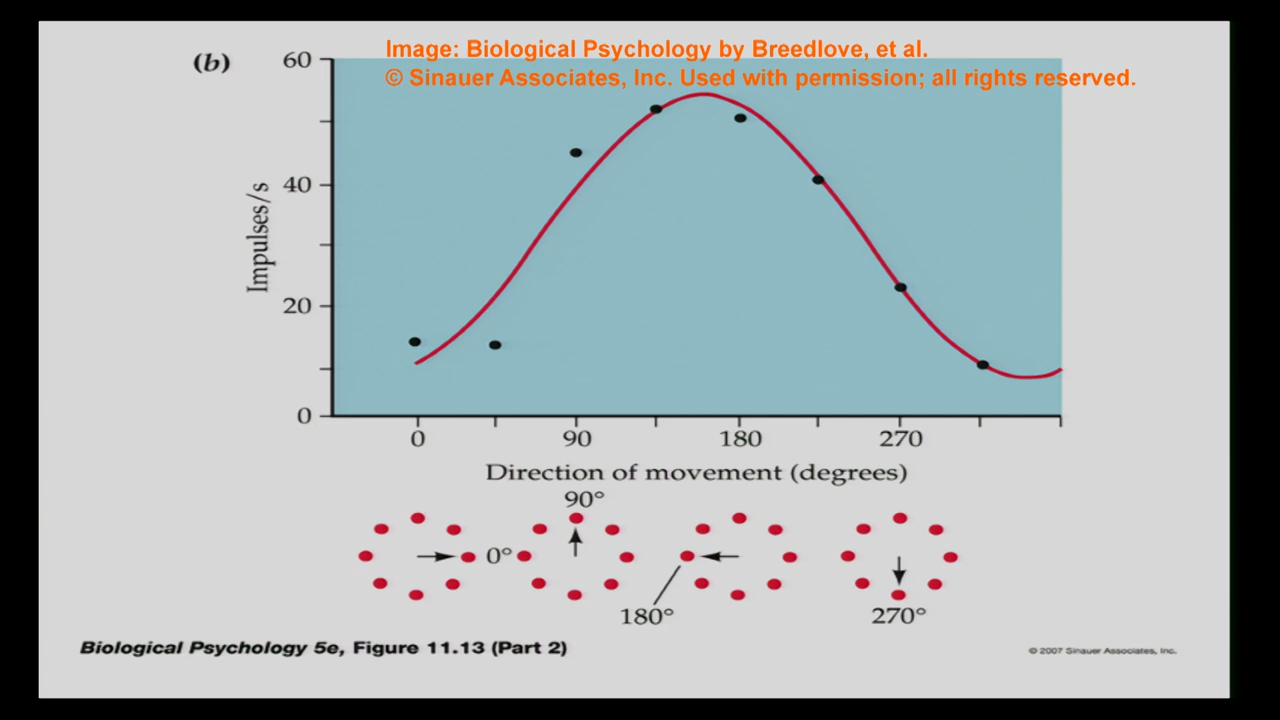 Image: Biological Psychology by Breedlove, et al.
© Sinauer Associates, Inc. Used with permission; all rights reserved.
(b)
60
40
20
0
Impulses/s
0 90 180 270
Direction of movement (degrees)
90°
0°
180°
270°
Biological Psychology 5e, Figure 11.13 (Part 2)
© 2007 Sinauer Associates, Inc.